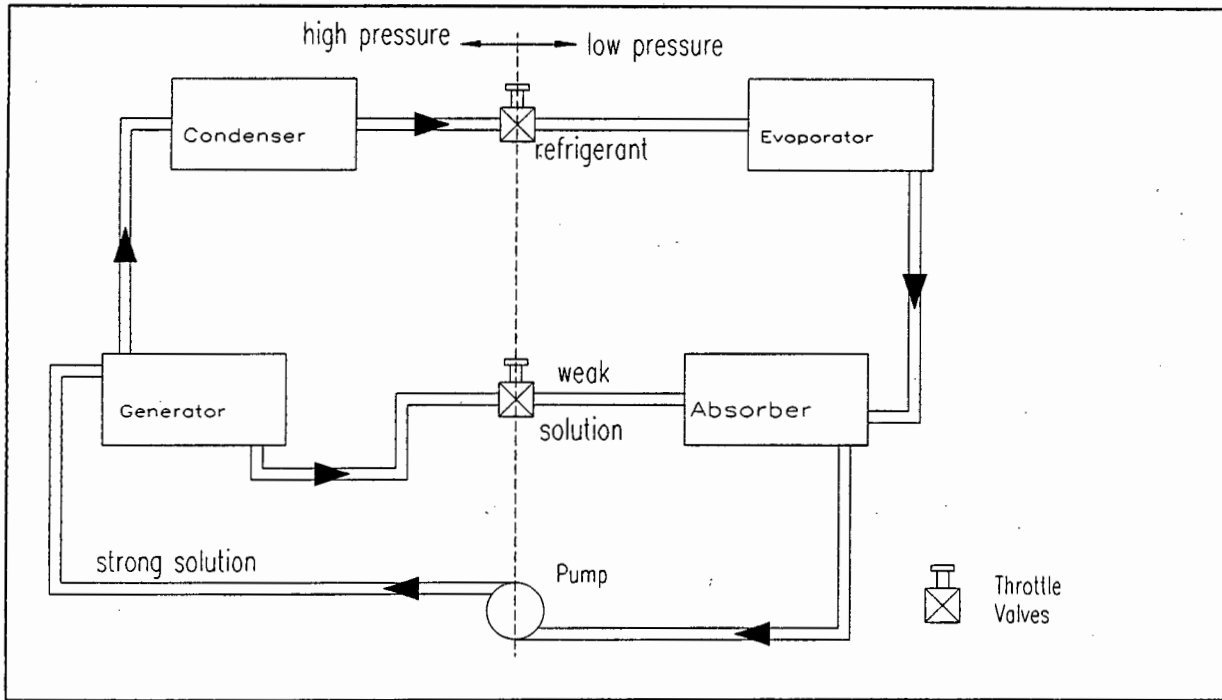 high pressure
low pressure
Condenser
Evoporator
refrigerant
Generator
weak
solution
Absorber
strong solution
Pump
Throttle
Valves